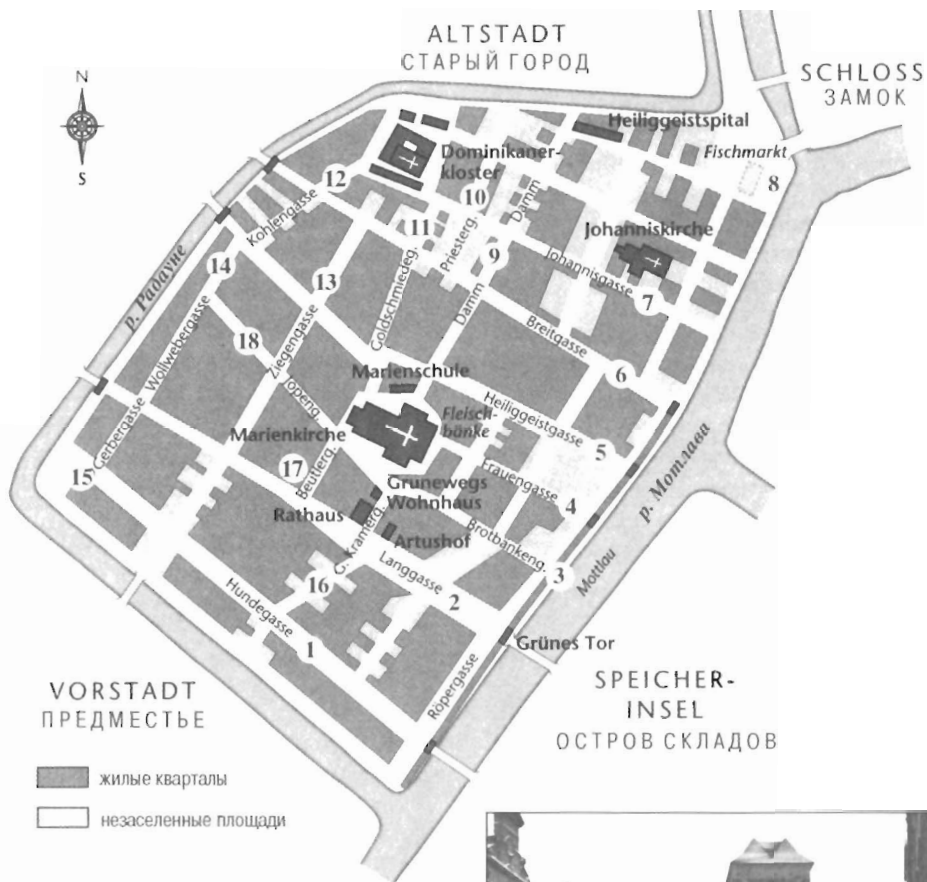 ALTSTADT
СТАРЫЙ ГОРОД
SCHLOSS
ЗАМОК
N
S
Heiliggeistspital
Fischmarkt
8
Dominikaner-
kloster
12
10
Kohlengasse
11
Priesterg.
Damm
Johanniskirche
р. Радауне
14
13
9
Johannisgasse
7
Goldschmiedeg.
Damm
Breitgasse
6
18
Wollwebergasse
Ziegengasse
Jopeng.
Marienschule
Heiliggeistgasse
5
Marienkirche
Fleisch-
bänke
Frauengasse
4
Gerbergasse
15
17
Beutlerg.
Grunewegs
Wohnhaus
Rathaus
G. Kramerg.
Artushof
Brotbänkeng.
3
р. Мотлава
Mottlau
Langgasse
2
16
Hundegasse
1
Grünes Tor
Röpergasse
VORSTADT
ПРЕДМЕСТЬЕ
SPEICHER-
INSEL
ОСТРОВ СКЛАДОВ
жилые кварталы
незаселенные площади